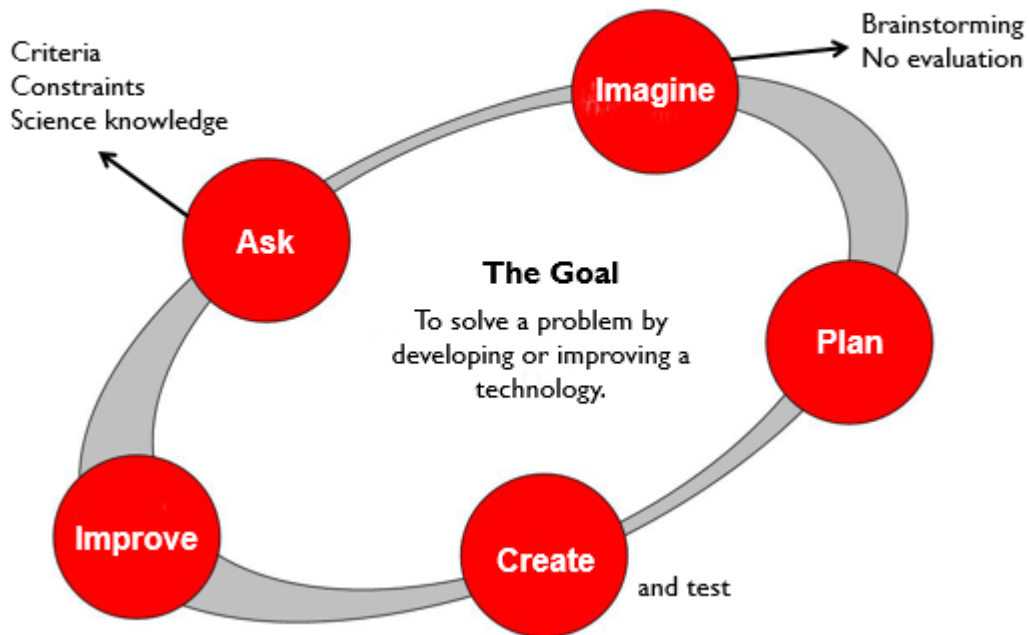 Criteria
Constraints
Science knowledge
Brainstorming
No evaluation
Imagine
Ask
The Goal
To solve a problem by
developing or improving a
technology.
Plan
Improve
Create
and test